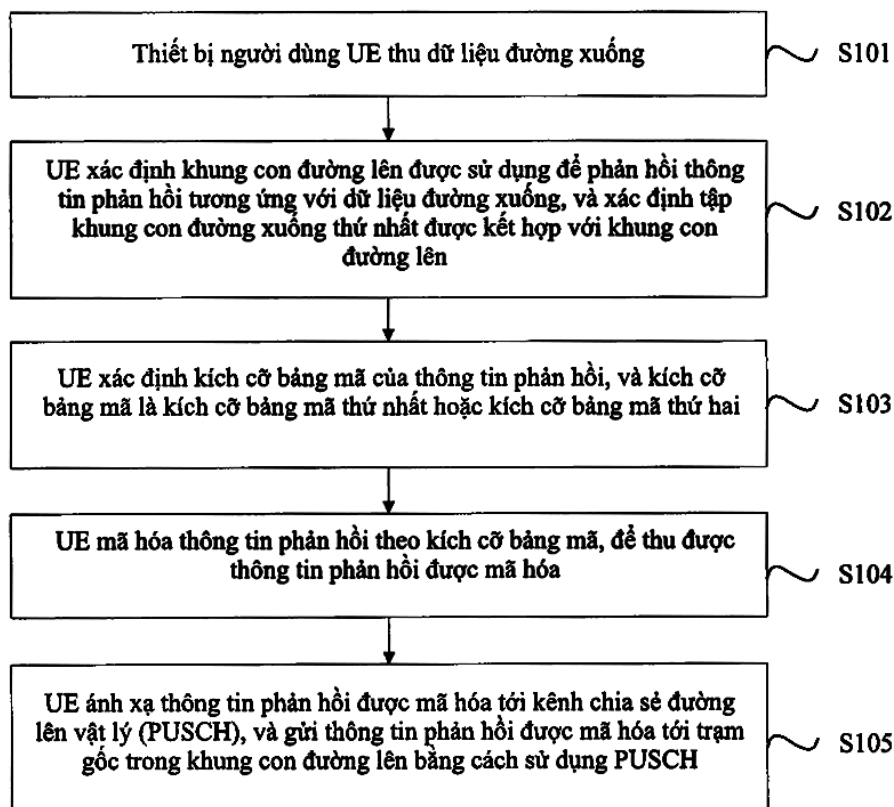 Thiết bị người dùng UE thu dữ liệu đường xuống
S101
UE xác định khung con đường lên được sử dụng để phản hồi thông
tin phản hồi tương ứng với dữ liệu đường xuống, và xác định tập
khung con đường xuống thứ nhất được kết hợp với khung con
đường lên
S102
UE xác định kích cỡ bảng mã của thông tin phản hồi, và kích cỡ
bảng mã là kích cỡ bảng mã thứ nhất hoặc kích cỡ bảng mã thứ hai
S103
UE mã hóa thông tin phản hồi theo kích cỡ bảng mã, để thu được
thông tin phản hồi được mã hóa
S104
UE ánh xạ thông tin phản hồi được mã hóa tới kênh chia sẻ đường
lên vật lý (PUSCH), và gửi thông tin phản hồi được mã hóa tới trạm
gốc trong khung con đường lên bằng cách sử dụng PUSCH
S105